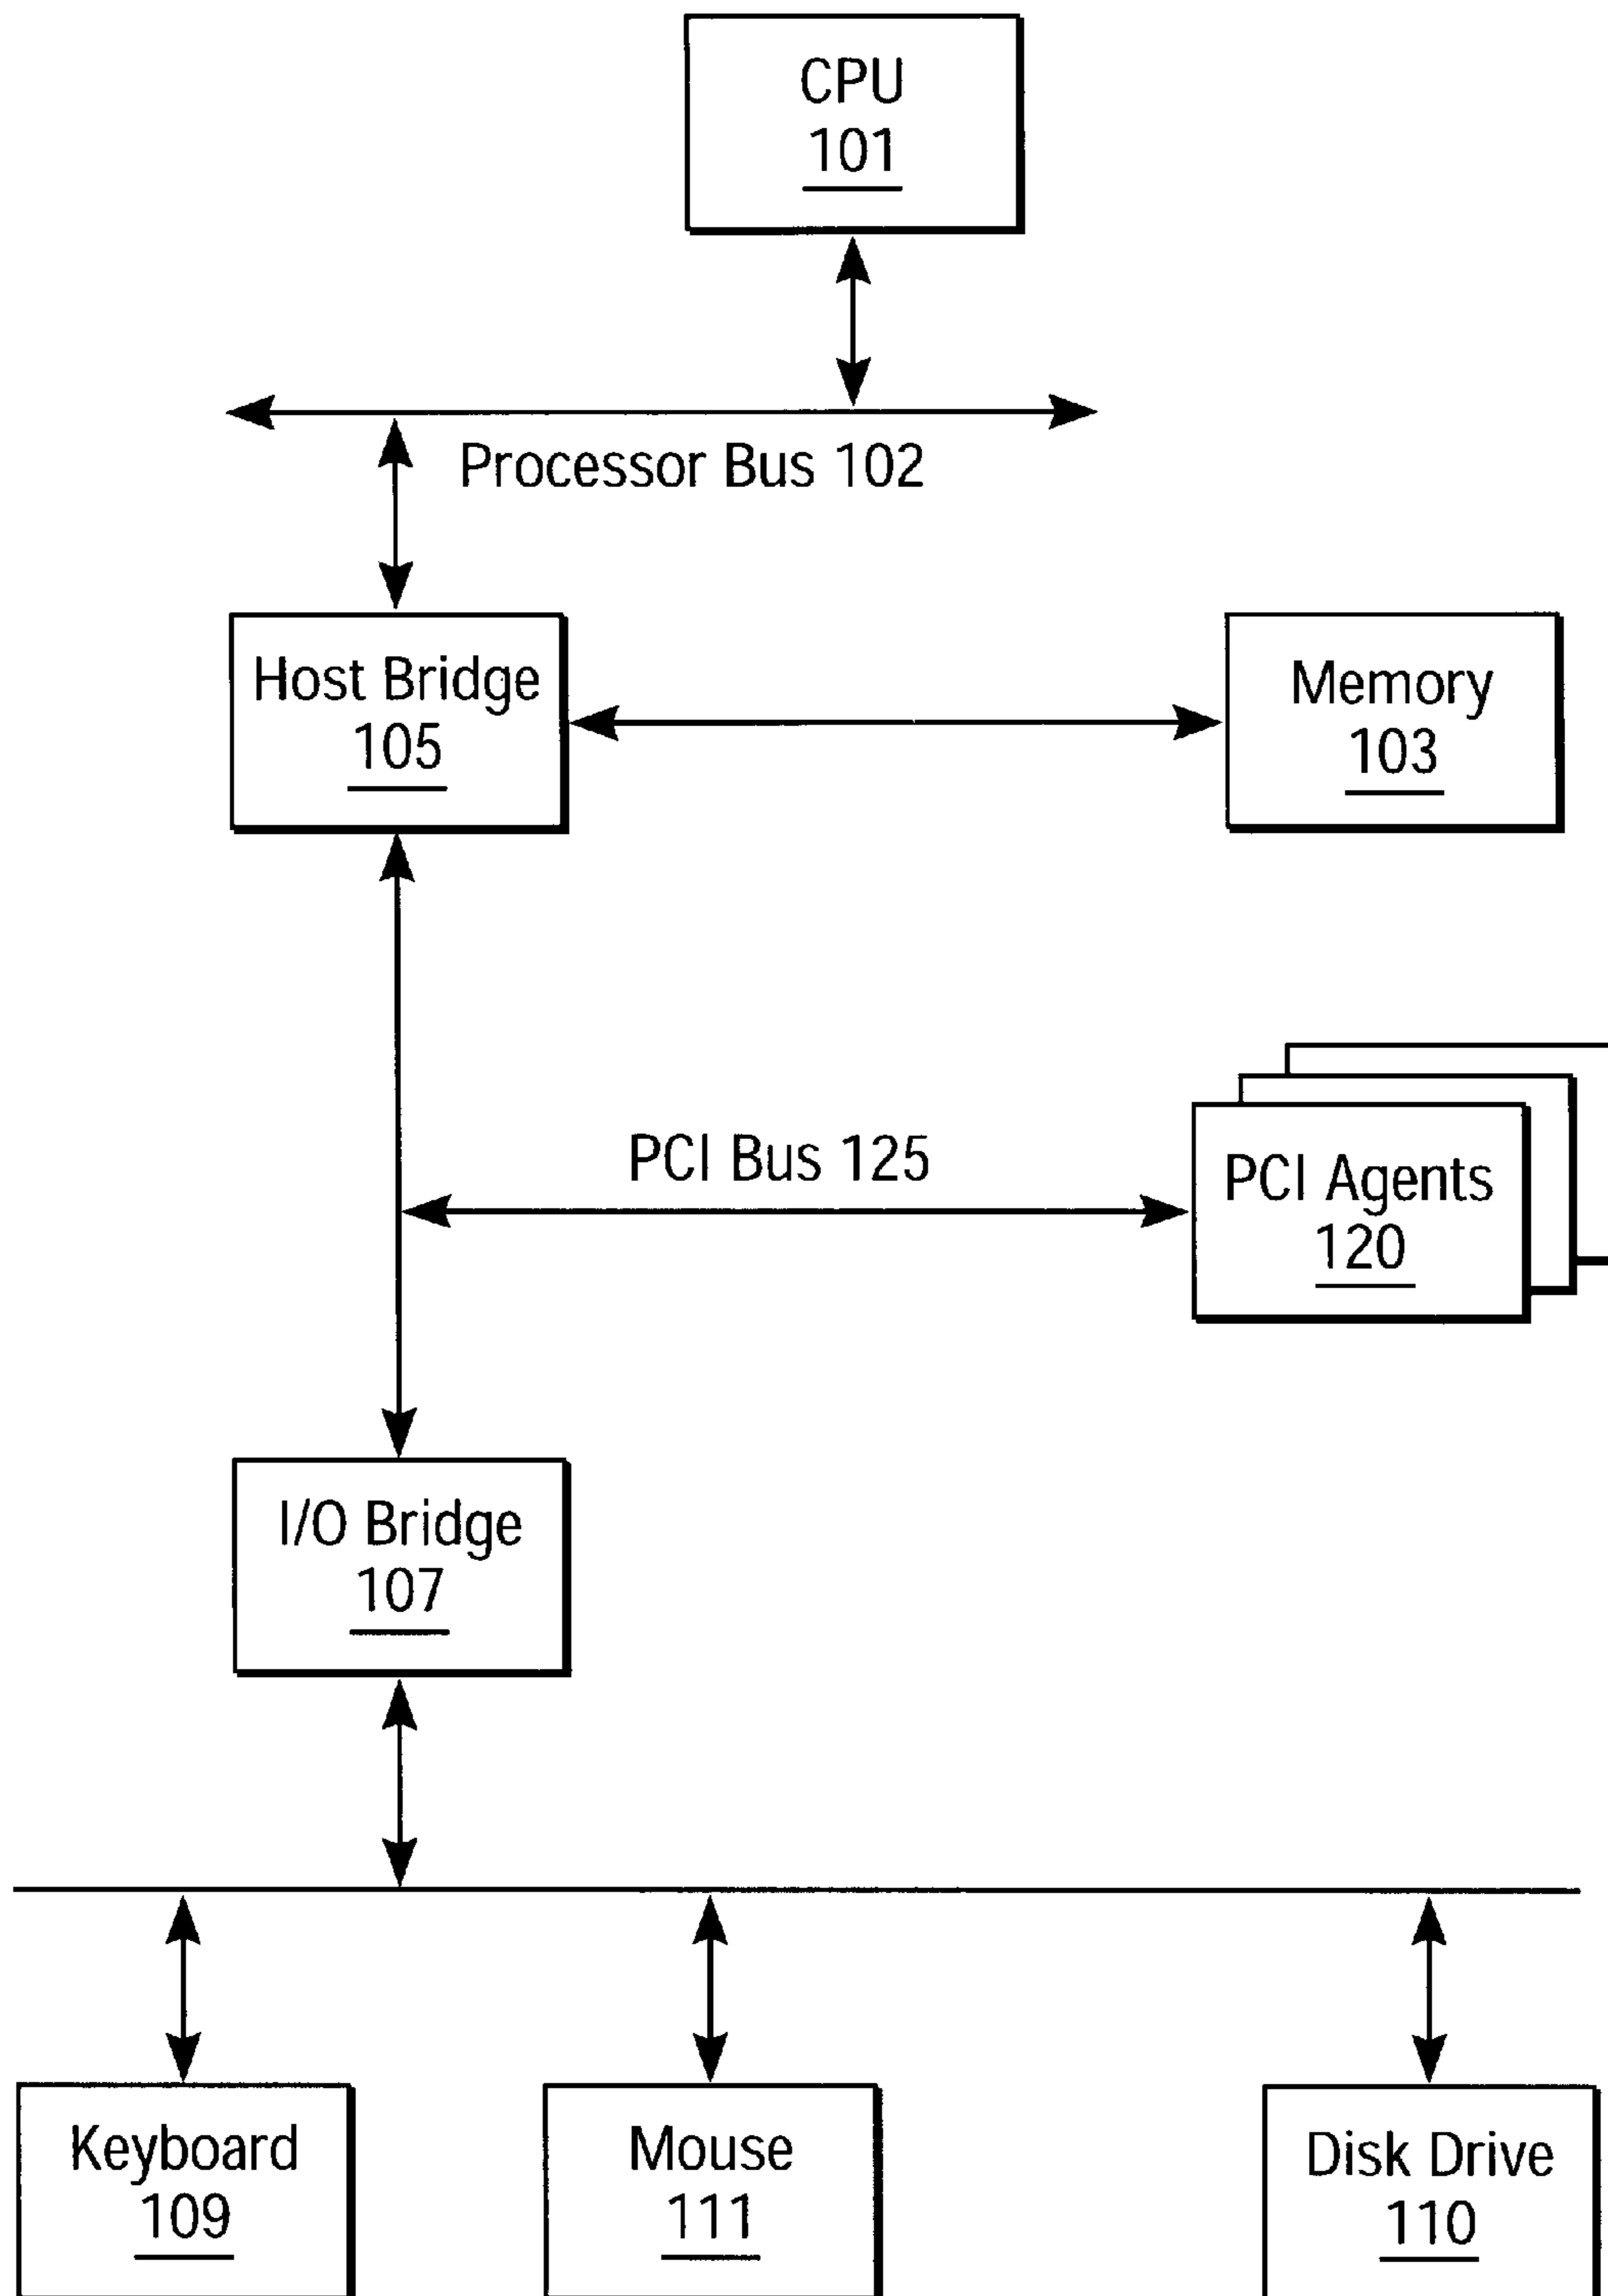 CPU
101
Processor Bus 102
Host Bridge
105
Memory
103
PCI Bus 125
PCI Agents
120
I/O Bridge
107
Keyboard
109
Mouse
111
Disk Drive
110